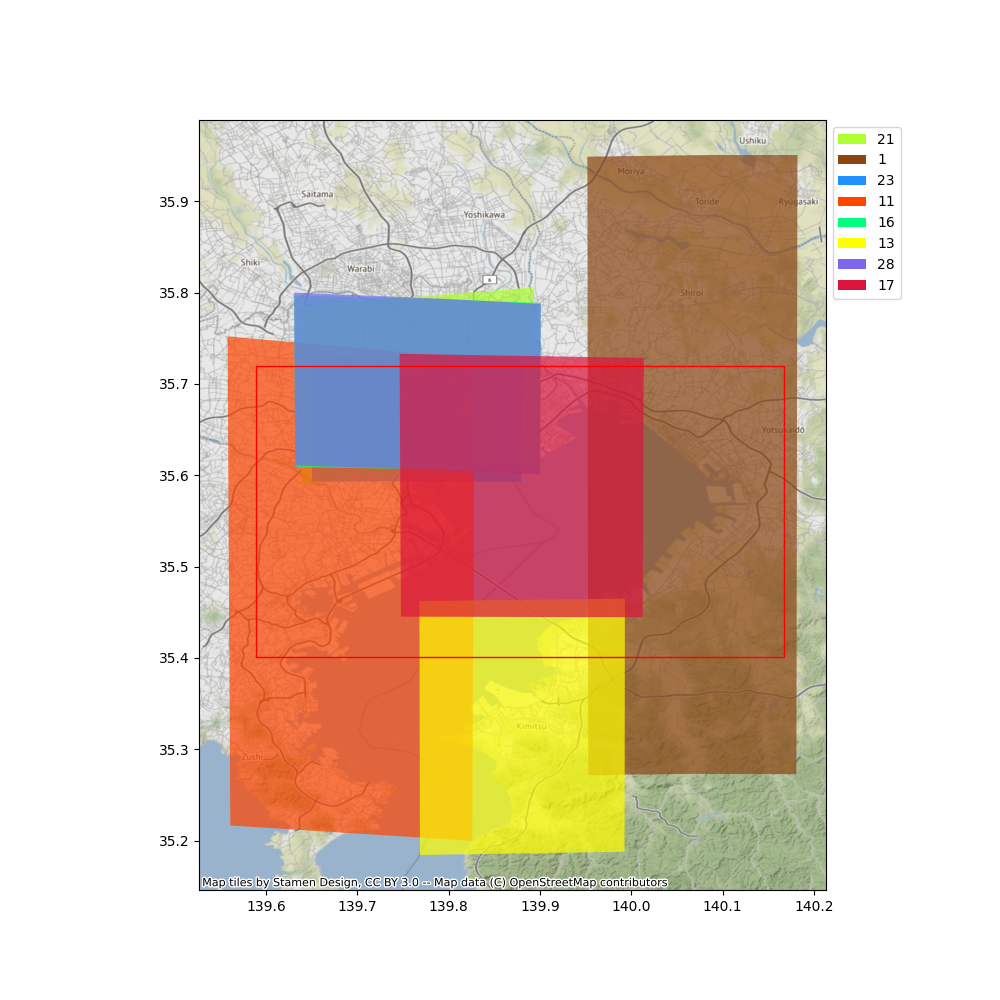 21
1
23
11
16
13
28
17
35.9
35.8
35.7
35.6
35.5
35.4
35.3
35.2
139.6 139.7 139.8 139.9 140.0 140.1 140.2
Ushiku
Moriya
Saitama
Toride
Ryugasaki
Yoshikawa
Shiki
Warabi
6
Shiroi
Yotsukaidō
Kimitsu
Zushi
Map tiles by Stamen Design, CC BY 3.0 -- Map data (C) OpenStreetMap contributors